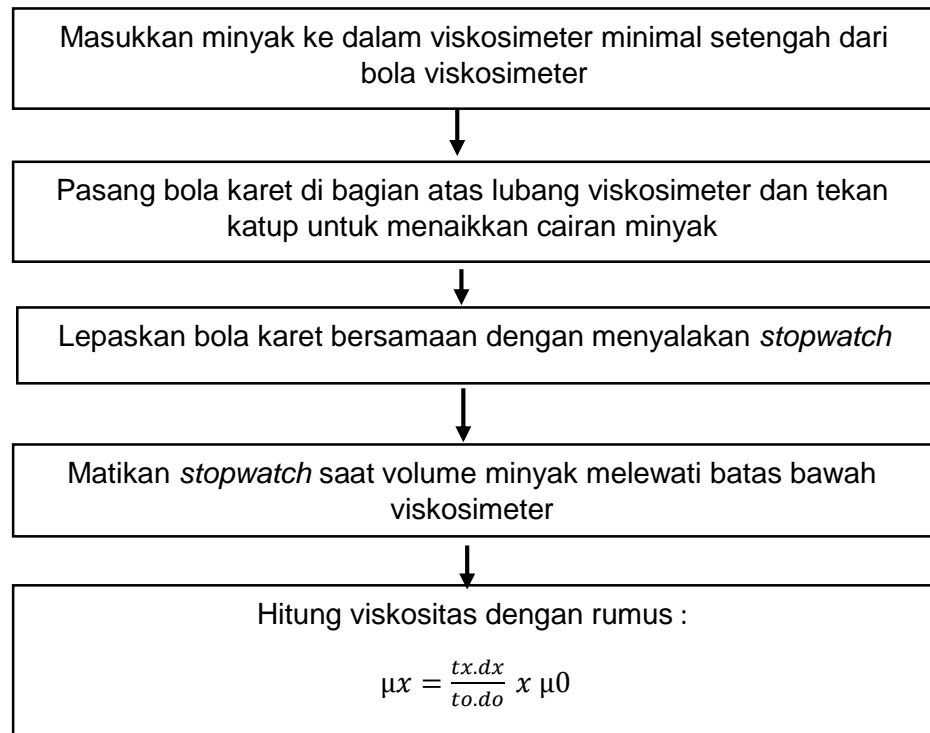 Masukkan minyak ke dalam viskosimeter minimal setengah dari
bola viskosimeter
Pasang bola karet di bagian atas lubang viskosimeter dan tekan
katup untuk menaikkan cairan minyak
Lepaskan bola karet bersamaan dengan menyalakan stopwatch
Matikan stopwatch saat volume minyak melewati batas bawah
viskosimeter
Hitung viskositas dengan rumus :
μx = tx.dx/to.do x μ0